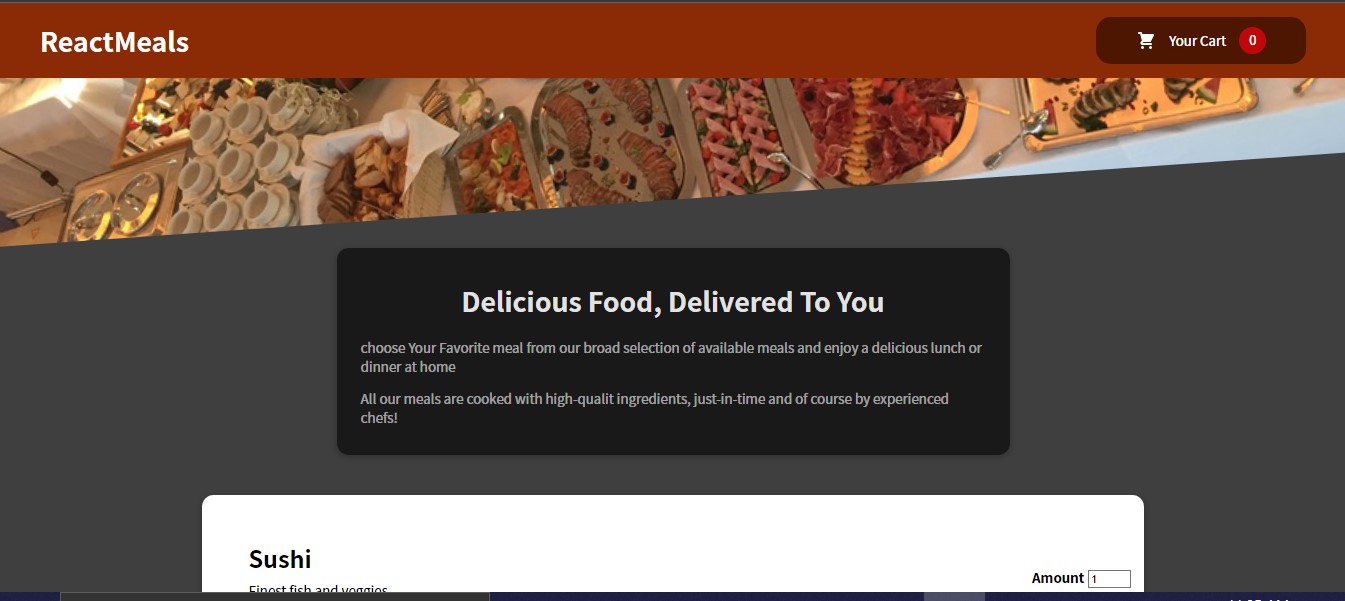 ReactMeals
Your Cart 0
Delicious Food, Delivered To You
choose Your Favorite meal from our broad selection of available meals and enjoy a delicious lunch or
dinner at home
All our meals are cooked with high-qualit ingredients, just-in-time and of course by experienced
chefs!
Sushi
Finest fish and veggies
Amount 1